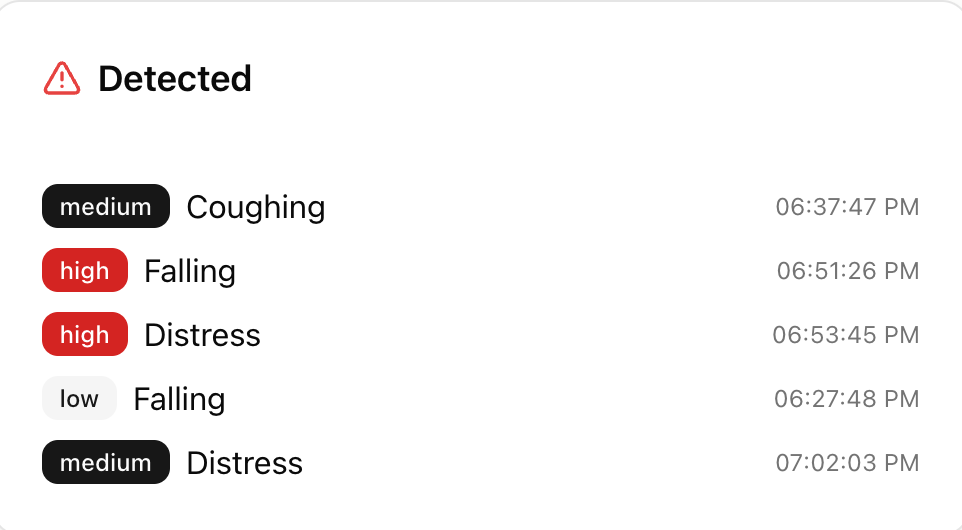 Detected
medium Coughing 06:37:47 PM
high Falling 06:51:26 PM
high Distress 06:53:45 PM
low Falling 06:27:48 PM
medium Distress 07:02:03 PM